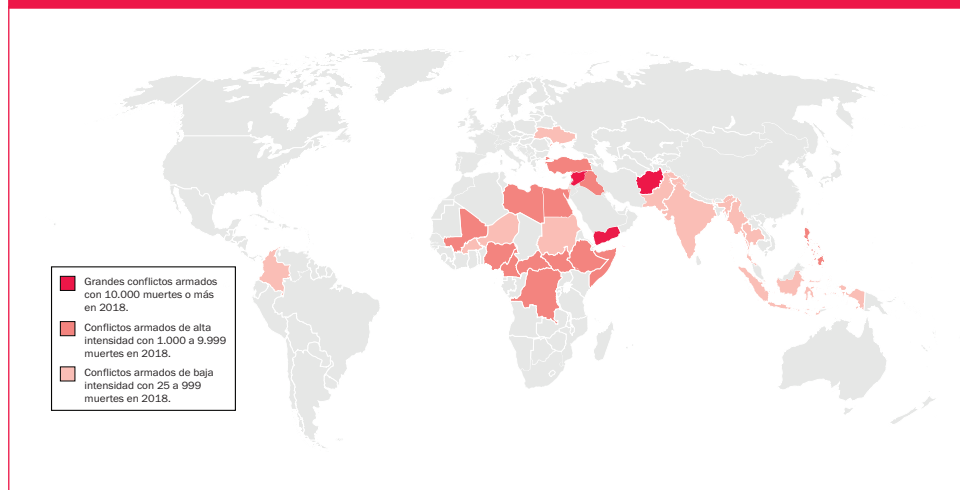 Grandes conflictos armados
con 10.000 muertes o más
en 2018.
Conflictos armados de alta
intensidad con 1.000 a 9.999
muertes en 2018.
Conflictos armados de baja
intensidad con 25 a 999
muertes en 2018.